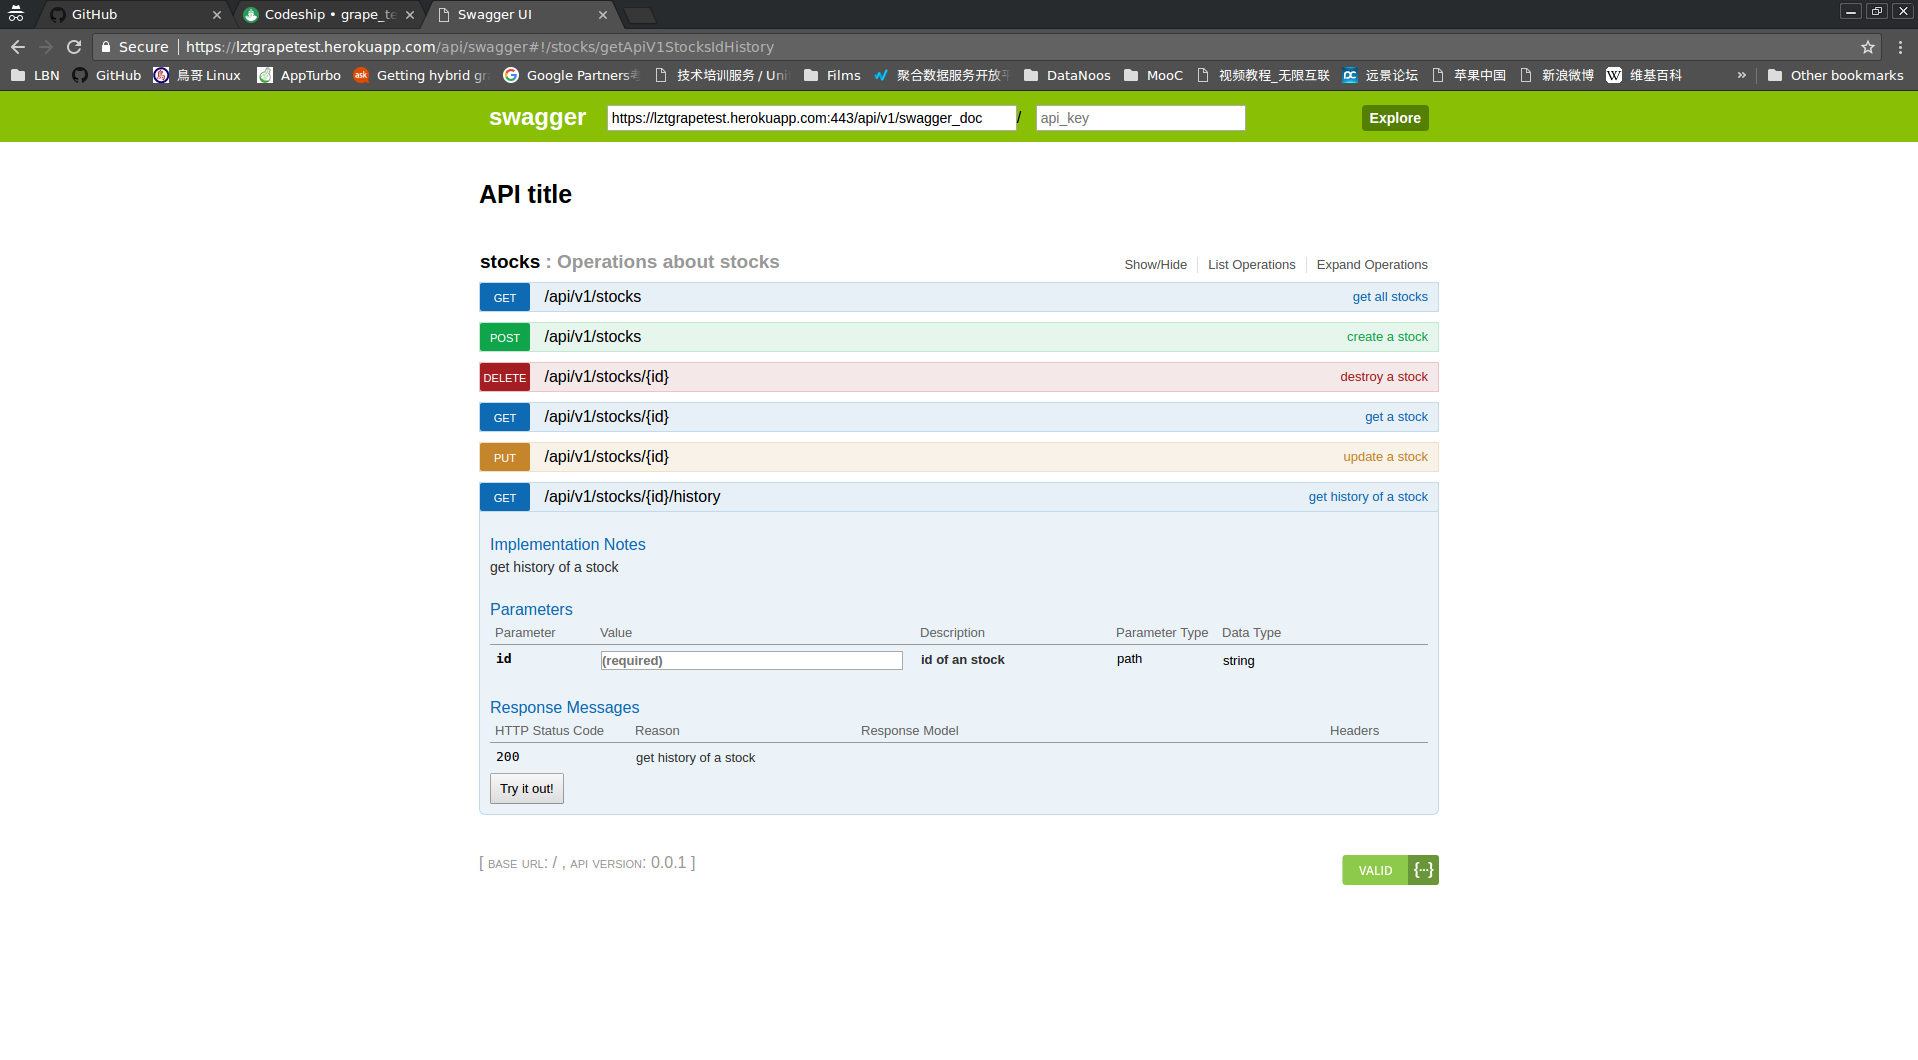 GitHub
Codeship • grape_te
Swagger UI
Secure https://lztgrapetest.herokuapp.com/api/swagger#!/stocks/getApiV1StocksIdHistory
LBN GitHub 鳥哥 Linux AppTurbo Getting hybrid gr Google Partners 技术培训服务 / Uni Films 聚合数据服务开放平 DataNoos MooC 视频教程_无限互联 远景论坛 苹果中国 新浪微博 维基百科 » Other bookmarks
swagger https://lztgrapetest.herokuapp.com:443/api/v1/swagger_doc / api_key Explore
API title
stocks : Operations about stocks Show/Hide List Operations Expand Operations
GET /api/v1/stocks get all stocks
POST /api/v1/stocks create a stock
DELETE /api/v1/stocks/{id} destroy a stock
GET /api/v1/stocks/{id} get a stock
PUT /api/v1/stocks/{id} update a stock
GET /api/v1/stocks/{id}/history get history of a stock
Implementation Notes
get history of a stock
Parameters
Parameter Value Description Parameter Type Data Type
id (required) id of an stock path string
Response Messages
HTTP Status Code Reason Response Model Headers
200 get history of a stock
Try it out!
[ BASE URL: / , API VERSION: 0.0.1 ]
VALID {···}